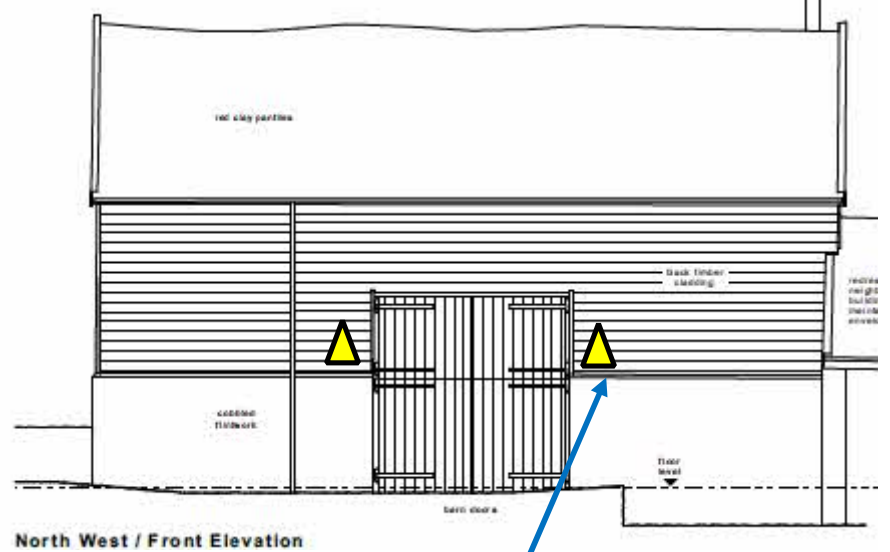 red clay pantiles
black timber
cladding
cobbled
flintwork
floor
level
barn doors
North West / Front Elevation